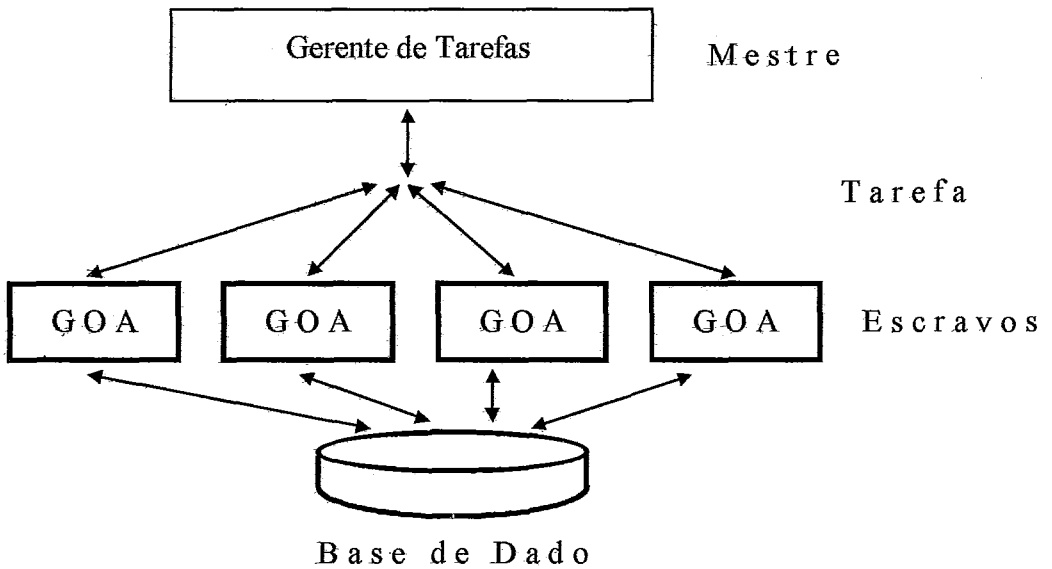 Gerente de Tarefas
Mestre
Tarefa
GOA GOA GOA GOA Escravos
Base de Dado